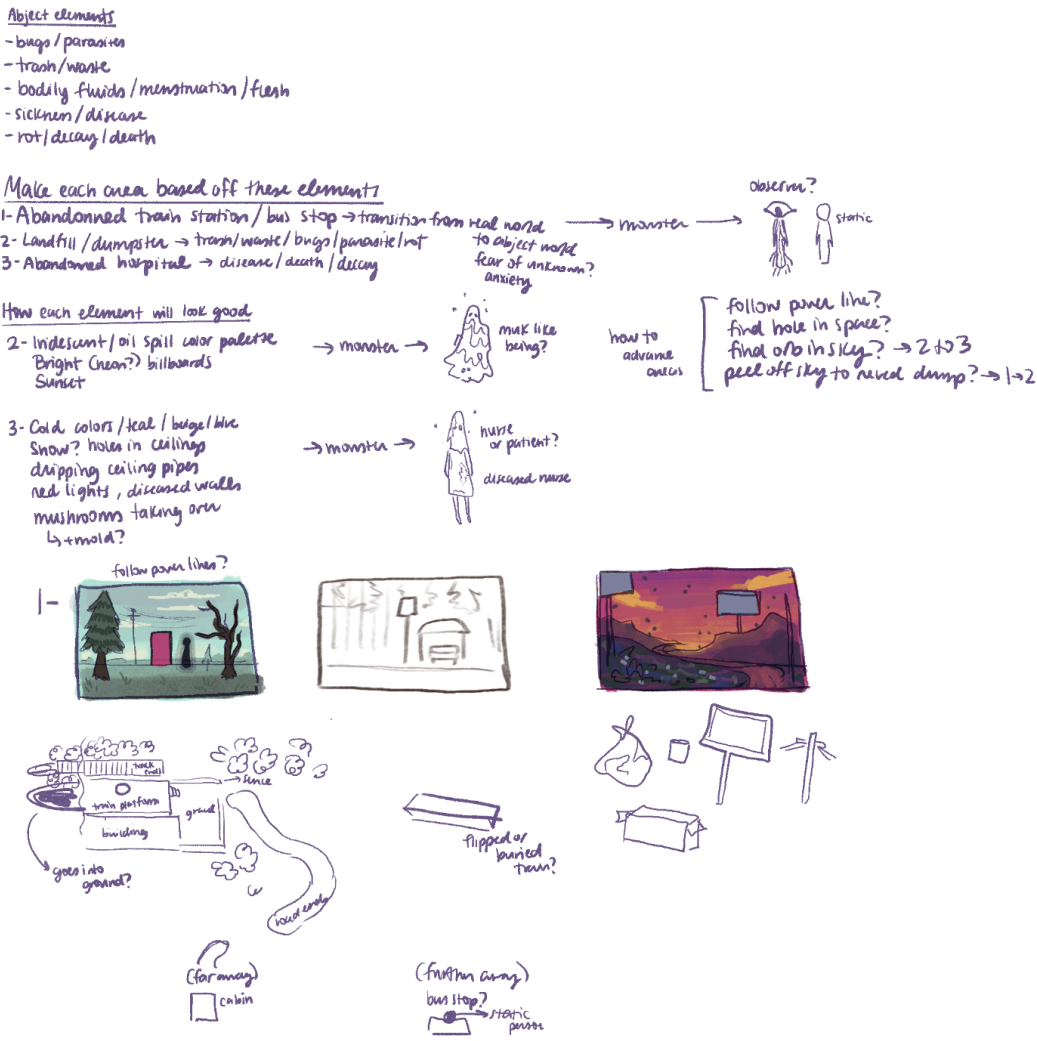 Abject elements
- bugs/parasites
- trash/waste
- bodily fluids/menstruation/flesh
- sickness/disease
- rot/decay/death
Make each area based off these elements
1- Abandonned train station/bus stop → transition from real world
to abject world
fear of unknown?
anxiety
→ monster →
observer?
static
2- Landfill/dumpster → trash/waste/bugs/parasite/rot
3- Abandoned hospital → disease/death/decay
How each element will look good
2- Iridescent/oil spill color palette
Bright (neon?) billboards
Sunset
→ monster →
muk like
being?
how to
advance
areas
follow power line?
find hole in space?
find orb in sky? → 2 to 3
peel off sky to reveal dump? → 1→2
3- Cold colors/teal/beige/blue
Snow? holes in ceilings
dripping ceiling pipes
red lights, diseased walls
mushrooms taking over
↳ +mold?
→ monster →
nurse
or patient?
diseased nurse
follow power lines?
1-
track
train platform
building
gravel
→ fence
goes into
ground?
road ends
flipped or
buried
train?
(far away)
cabin
(further away)
bus stop?
→ static
person